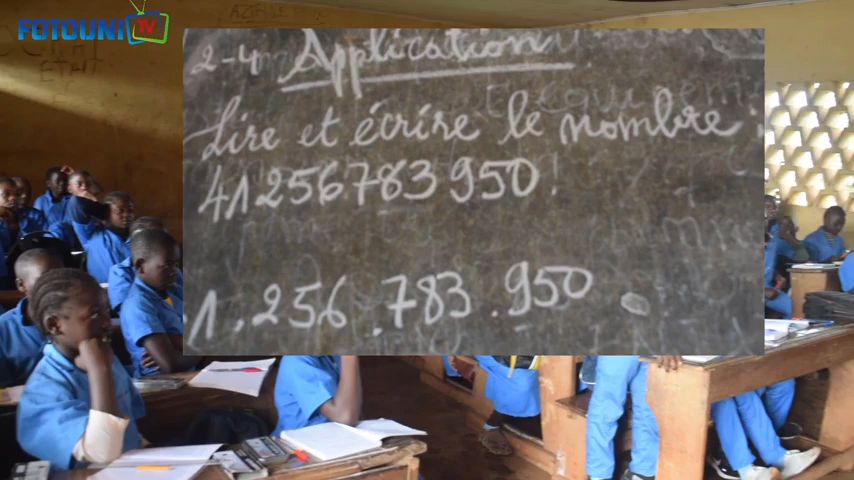 FOTOUNI TV
2-4 Application
Lire et écrire le nombre :
41256783950!
1.256.783.950